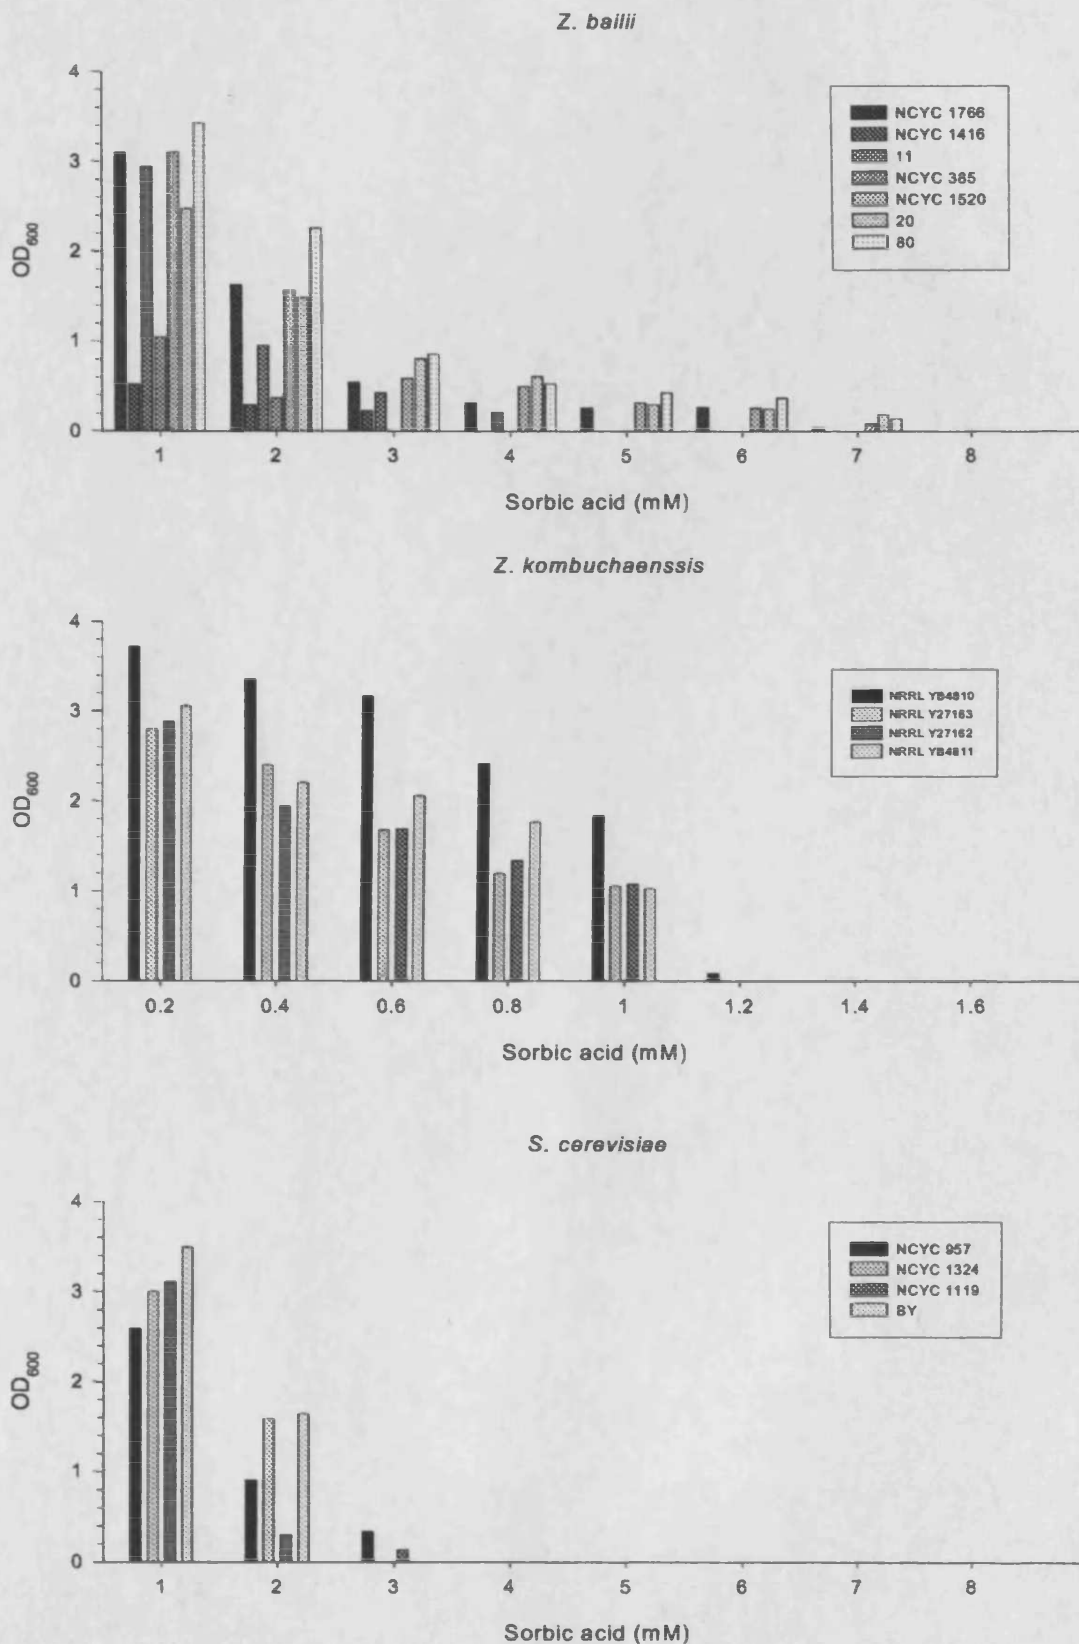 Z. bailii
4
3
2
1
0
OD600
NCYC 1766
NCYC 1416
11
NCYC 385
NCYC 1520
20
80
1 2 3 4 5 6 7 8
Sorbic acid (mM)
Z. kombuchaenssis
4
3
2
1
0
OD600
NRRL YB4810
NRRL Y27163
NRRL Y27162
NRRL YB4811
0.2 0.4 0.6 0.8 1 1.2 1.4 1.6
Sorbic acid (mM)
S. cerevisiae
4
3
2
1
0
OD600
NCYC 957
NCYC 1324
NCYC 1119
BY
1 2 3 4 5 6 7 8
Sorbic acid (mM)